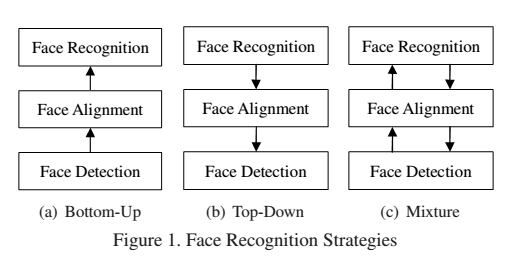 Face Recognition
Face Alignment
Face Detection
(a) Bottom-Up
Face Recognition
Face Alignment
Face Detection
(b) Top-Down
Face Recognition
Face Alignment
Face Detection
(c) Mixture
Figure 1. Face Recognition Strategies